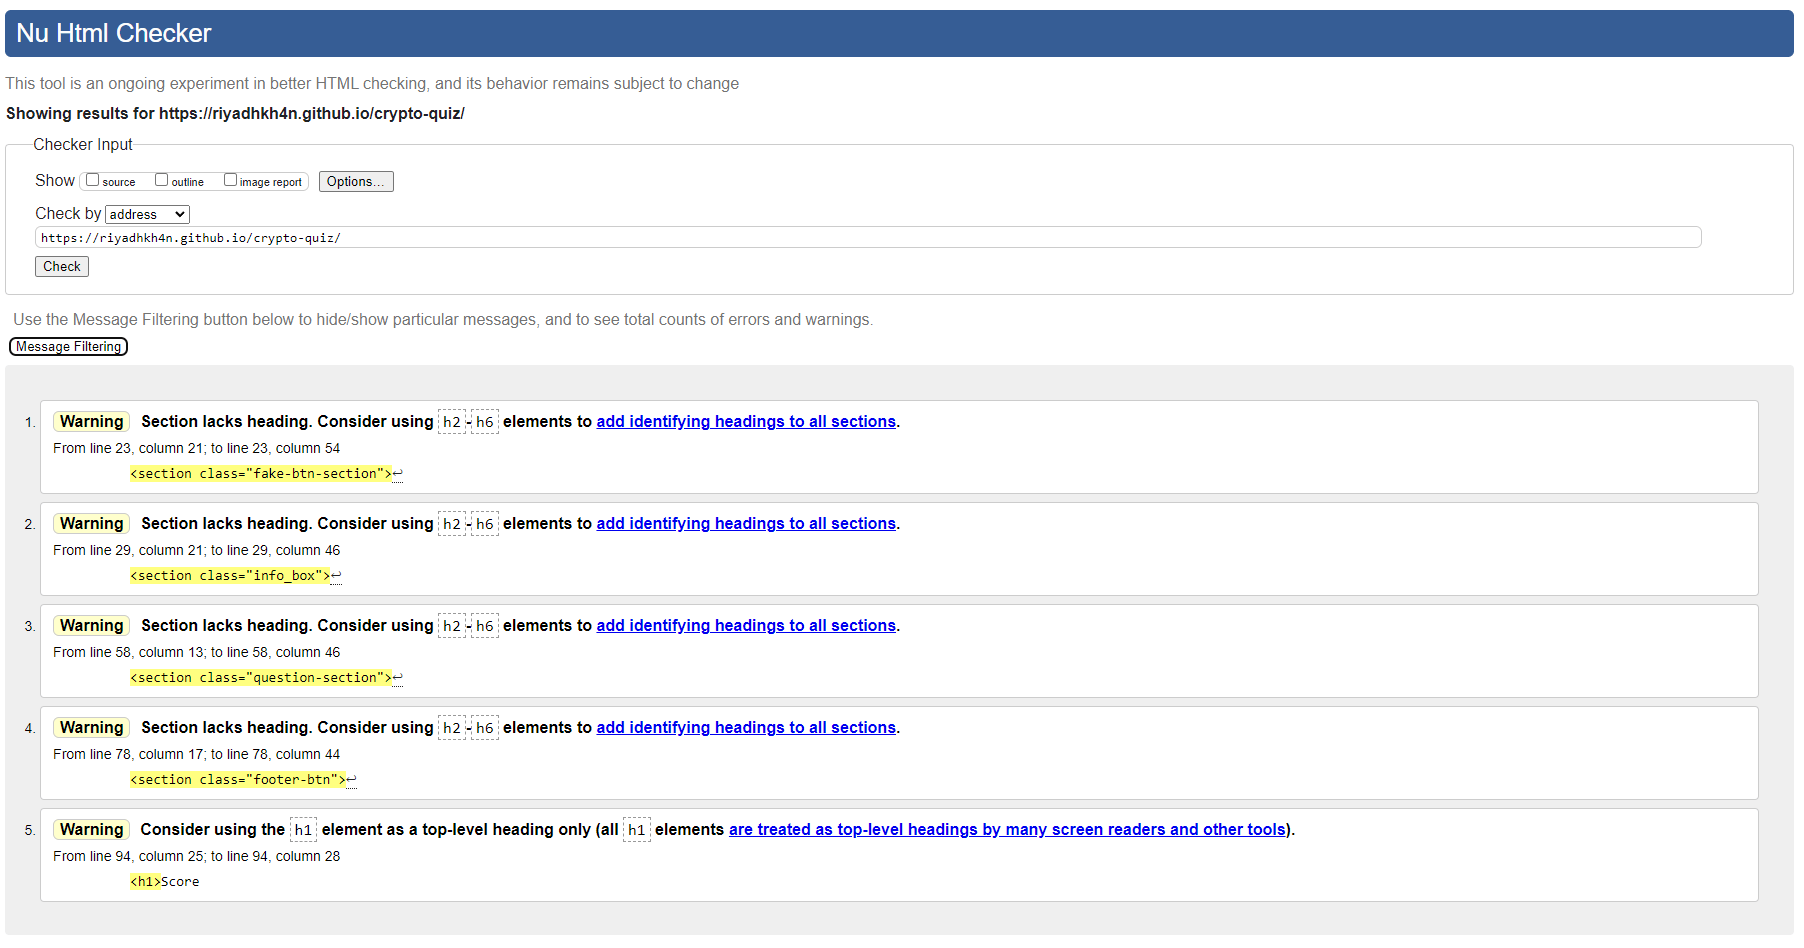 Nu Html Checker
This tool is an ongoing experiment in better HTML checking, and its behavior remains subject to change
Showing results for https://riyadhkh4n.github.io/crypto-quiz/
Checker Input
Show source outline image report Options...
Check by address
https://riyadhkh4n.github.io/crypto-quiz/
Check
Use the Message Filtering button below to hide/show particular messages, and to see total counts of errors and warnings.
Message Filtering
1. Warning Section lacks heading. Consider using h2-h6 elements to add identifying headings to all sections.
From line 23, column 21; to line 23, column 54
<section class="fake-btn-section">↩
2. Warning Section lacks heading. Consider using h2-h6 elements to add identifying headings to all sections.
From line 29, column 21; to line 29, column 46
<section class="info_box">↩
3. Warning Section lacks heading. Consider using h2-h6 elements to add identifying headings to all sections.
From line 58, column 13; to line 58, column 46
<section class="question-section">↩
4. Warning Section lacks heading. Consider using h2-h6 elements to add identifying headings to all sections.
From line 78, column 17; to line 78, column 44
<section class="footer-btn">↩
5. Warning Consider using the h1 element as a top-level heading only (all h1 elements are treated as top-level headings by many screen readers and other tools).
From line 94, column 25; to line 94, column 28
<h1>Score